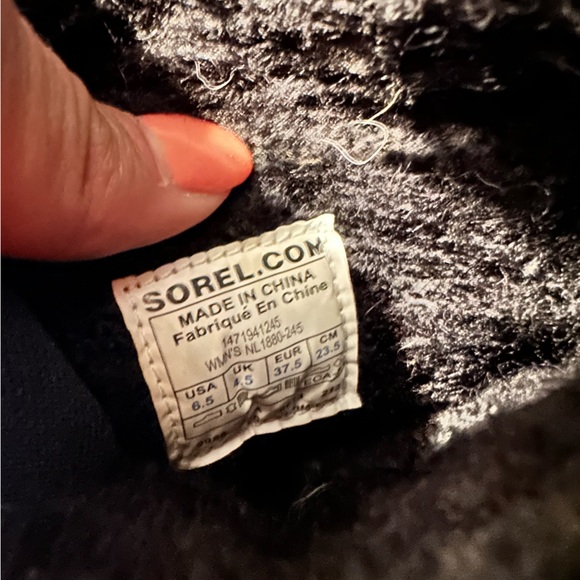 SOREL.COM
MADE IN CHINA
Fabriqué En Chine
1471941245
WMN'S NL1880-245
USA UK EUR CM
6.5 4.5 37.5 23.5